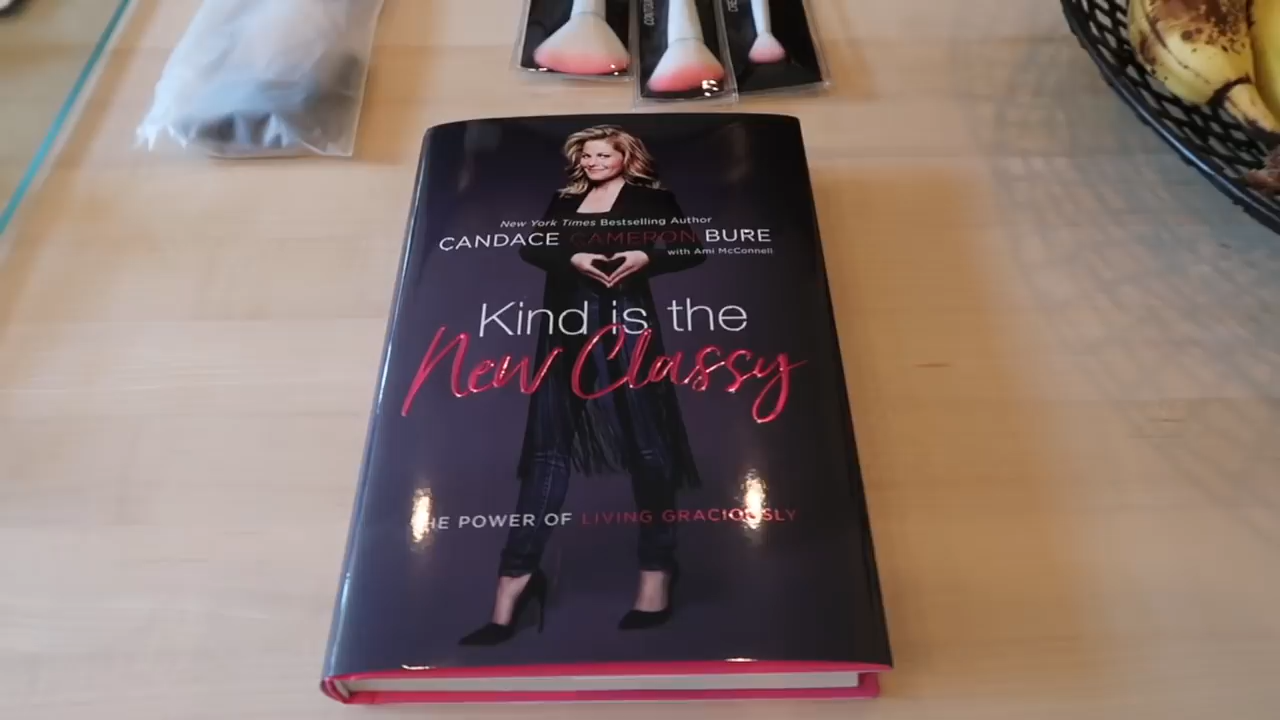 New York Times Bestselling Author
CANDACE CAMERON BURE
with Ami McConnell
Kind is the
New Classy
THE POWER OF LIVING GRACIOUSLY